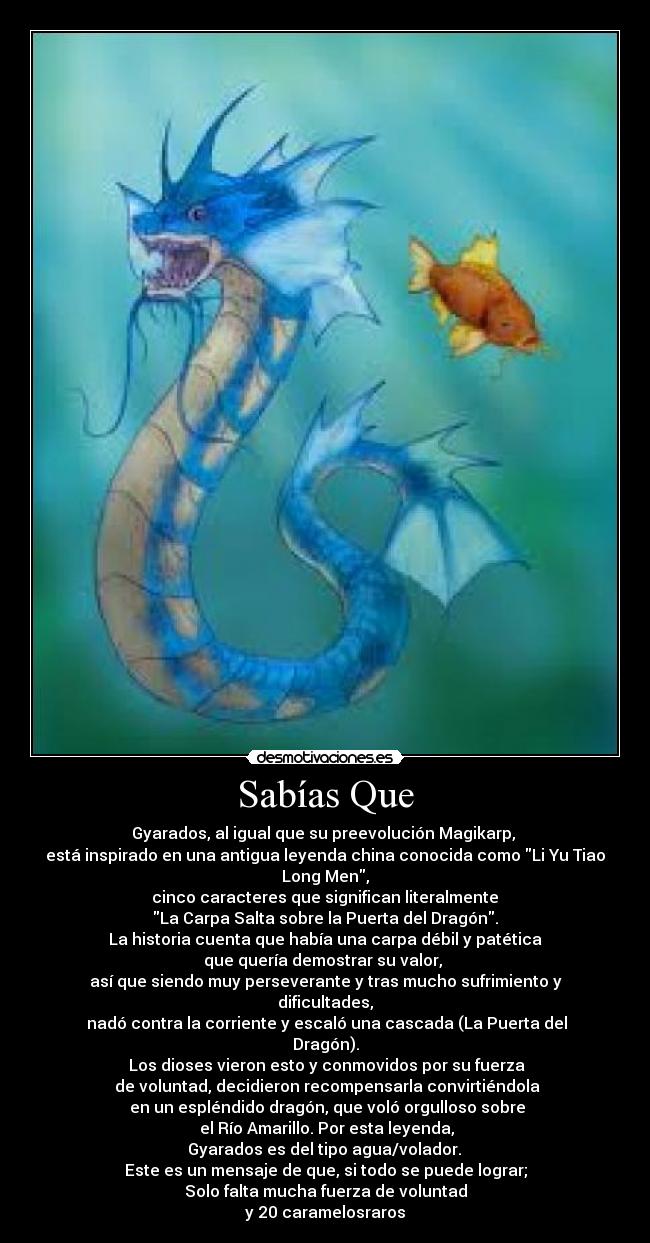 desmotivaciones.es
Sabías Que
Gyarados, al igual que su preevolución Magikarp,
está inspirado en una antigua leyenda china conocida como "Li Yu Tiao
Long Men",
cinco caracteres que significan literalmente
"La Carpa Salta sobre la Puerta del Dragón".
La historia cuenta que había una carpa débil y patética
que quería demostrar su valor,
así que siendo muy perseverante y tras mucho sufrimiento y
dificultades,
nadó contra la corriente y escaló una cascada (La Puerta del
Dragón).
Los dioses vieron esto y conmovidos por su fuerza
de voluntad, decidieron recompensarla convirtiéndola
en un espléndido dragón, que voló orgulloso sobre
el Río Amarillo. Por esta leyenda,
Gyarados es del tipo agua/volador.
Este es un mensaje de que, si todo se puede lograr;
Solo falta mucha fuerza de voluntad
y 20 caramelosraros